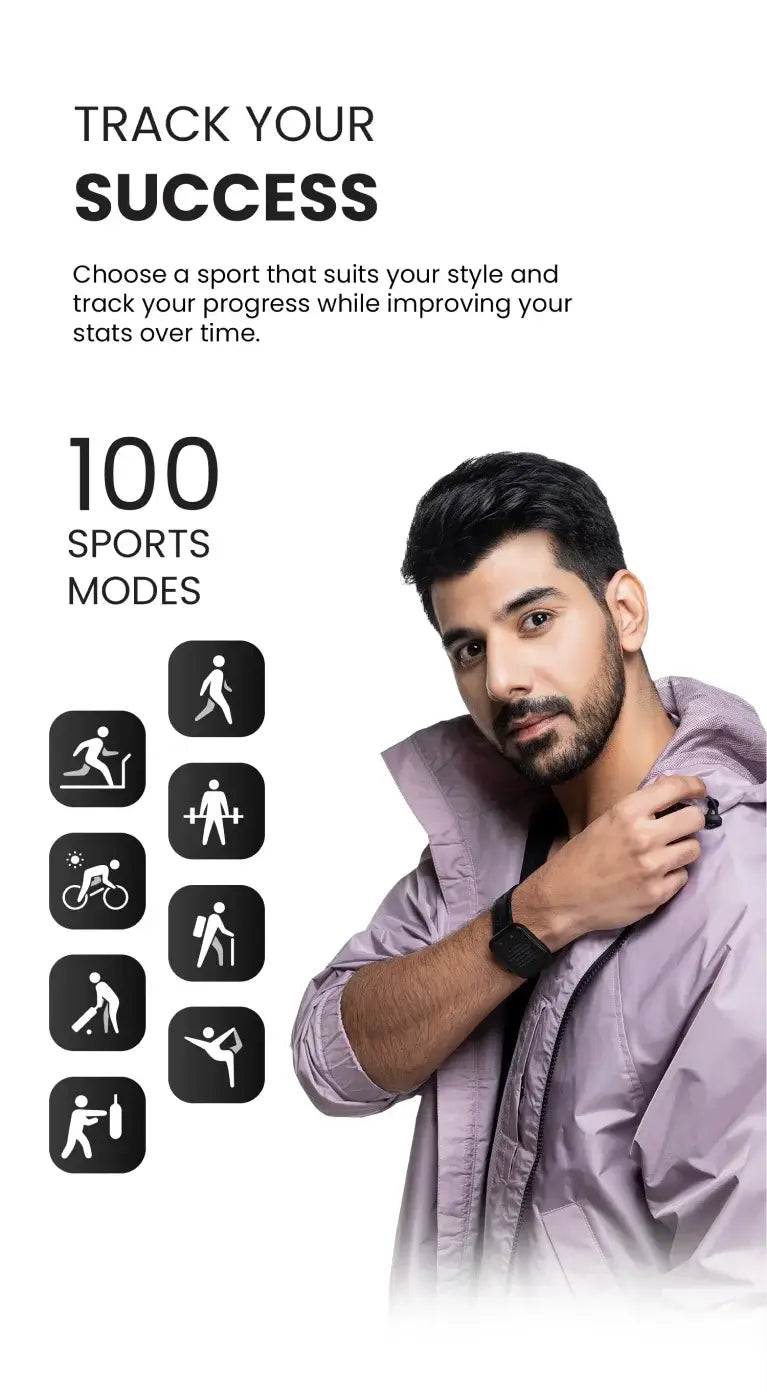 TRACK YOUR
SUCCESS
Choose a sport that suits your style and
track your progress while improving your
stats over time.
100
SPORTS
MODES